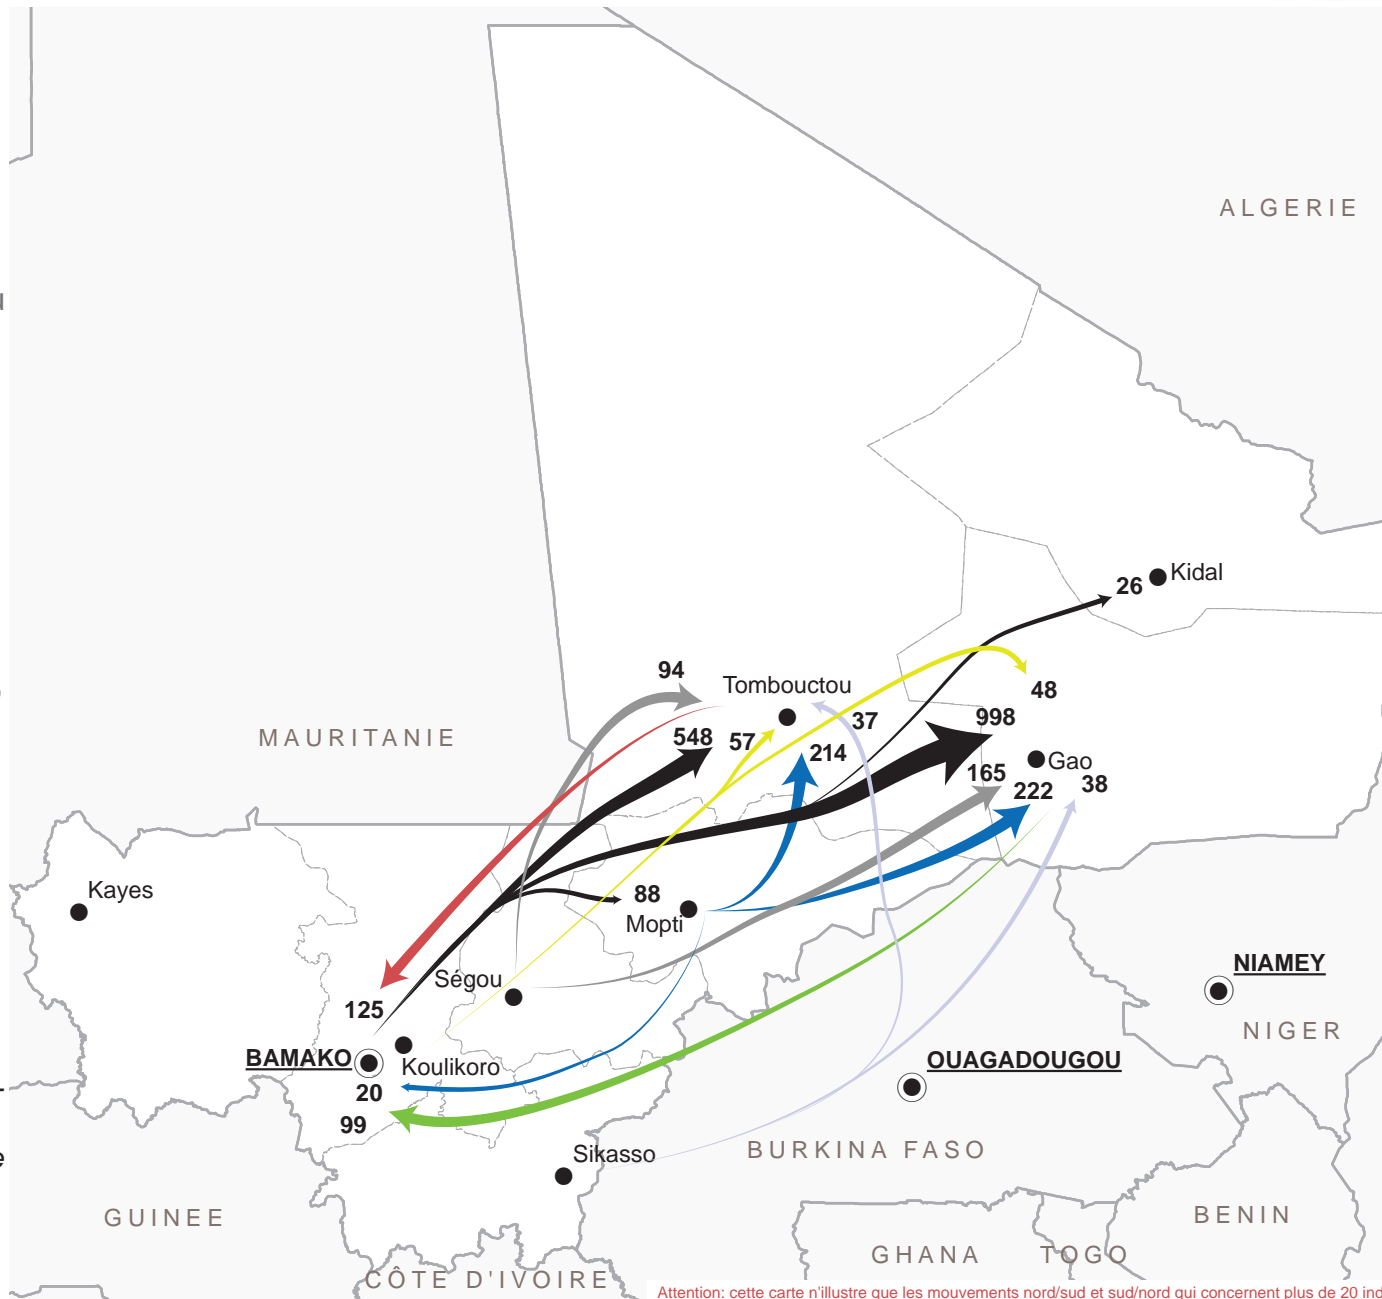 ALGERIE
Kidal
26
94
Tombouctou
48
37
998
MAURITANIE
548
57
214
Gao
165
222
38
Kayes
88
Mopti
Ségou
NIAMEY
125
NIGER
BAMAKO
Koulikoro
OUAGADOUGOU
20
99
Sikasso
BURKINA FASO
GUINEE
BENIN
GHANA
TOGO
CÔTE D'IVOIRE
Attention: cette carte n'illustre que les mouvements nord/sud et sud/nord qui concernent plus de 20 ind